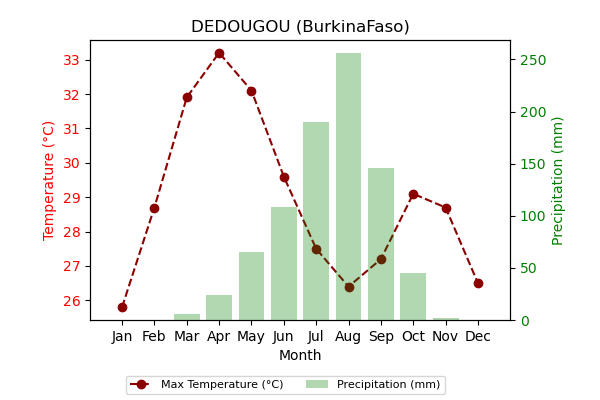 DEDOUGOU (BurkinaFaso)
Temperature (°C)
33
32
31
30
29
28
27
26
250
200
150
100
50
0
Precipitation (mm)
Jan Feb Mar Apr May Jun Jul Aug Sep Oct Nov Dec
Month
Max Temperature (°C) Precipitation (mm)